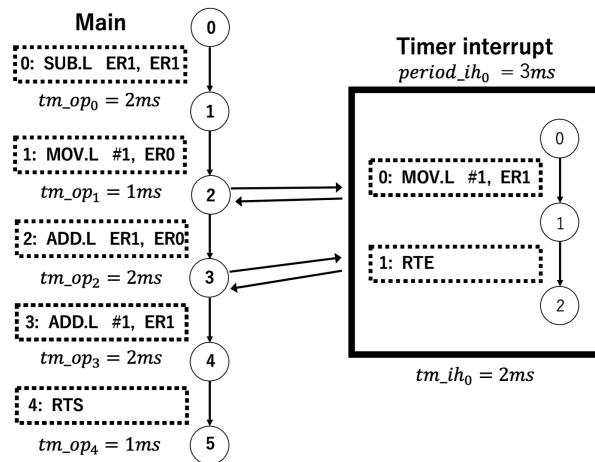 Main
0
0: SUB.L ER1, ER1
tm_op₀ = 2ms
1
1: MOV.L #1, ER0
tm_op₁ = 1ms
2
2: ADD.L ER1, ER0
tm_op₂ = 2ms
3
3: ADD.L #1, ER1
tm_op₃ = 2ms
4
4: RTS
tm_op₄ = 1ms
5
Timer interrupt
period_ih₀ = 3ms
0
0: MOV.L #1, ER1
1
1: RTE
2
tm_ih₀ = 2ms